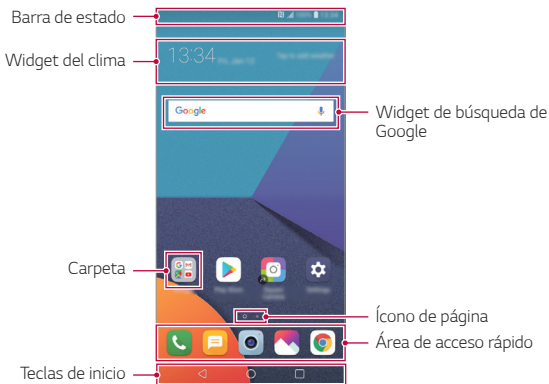 Barra de estado
Widget del clima
13:34
Google
Widget de búsqueda de
Google
Carpeta
Ícono de página
Área de acceso rápido
Teclas de inicio